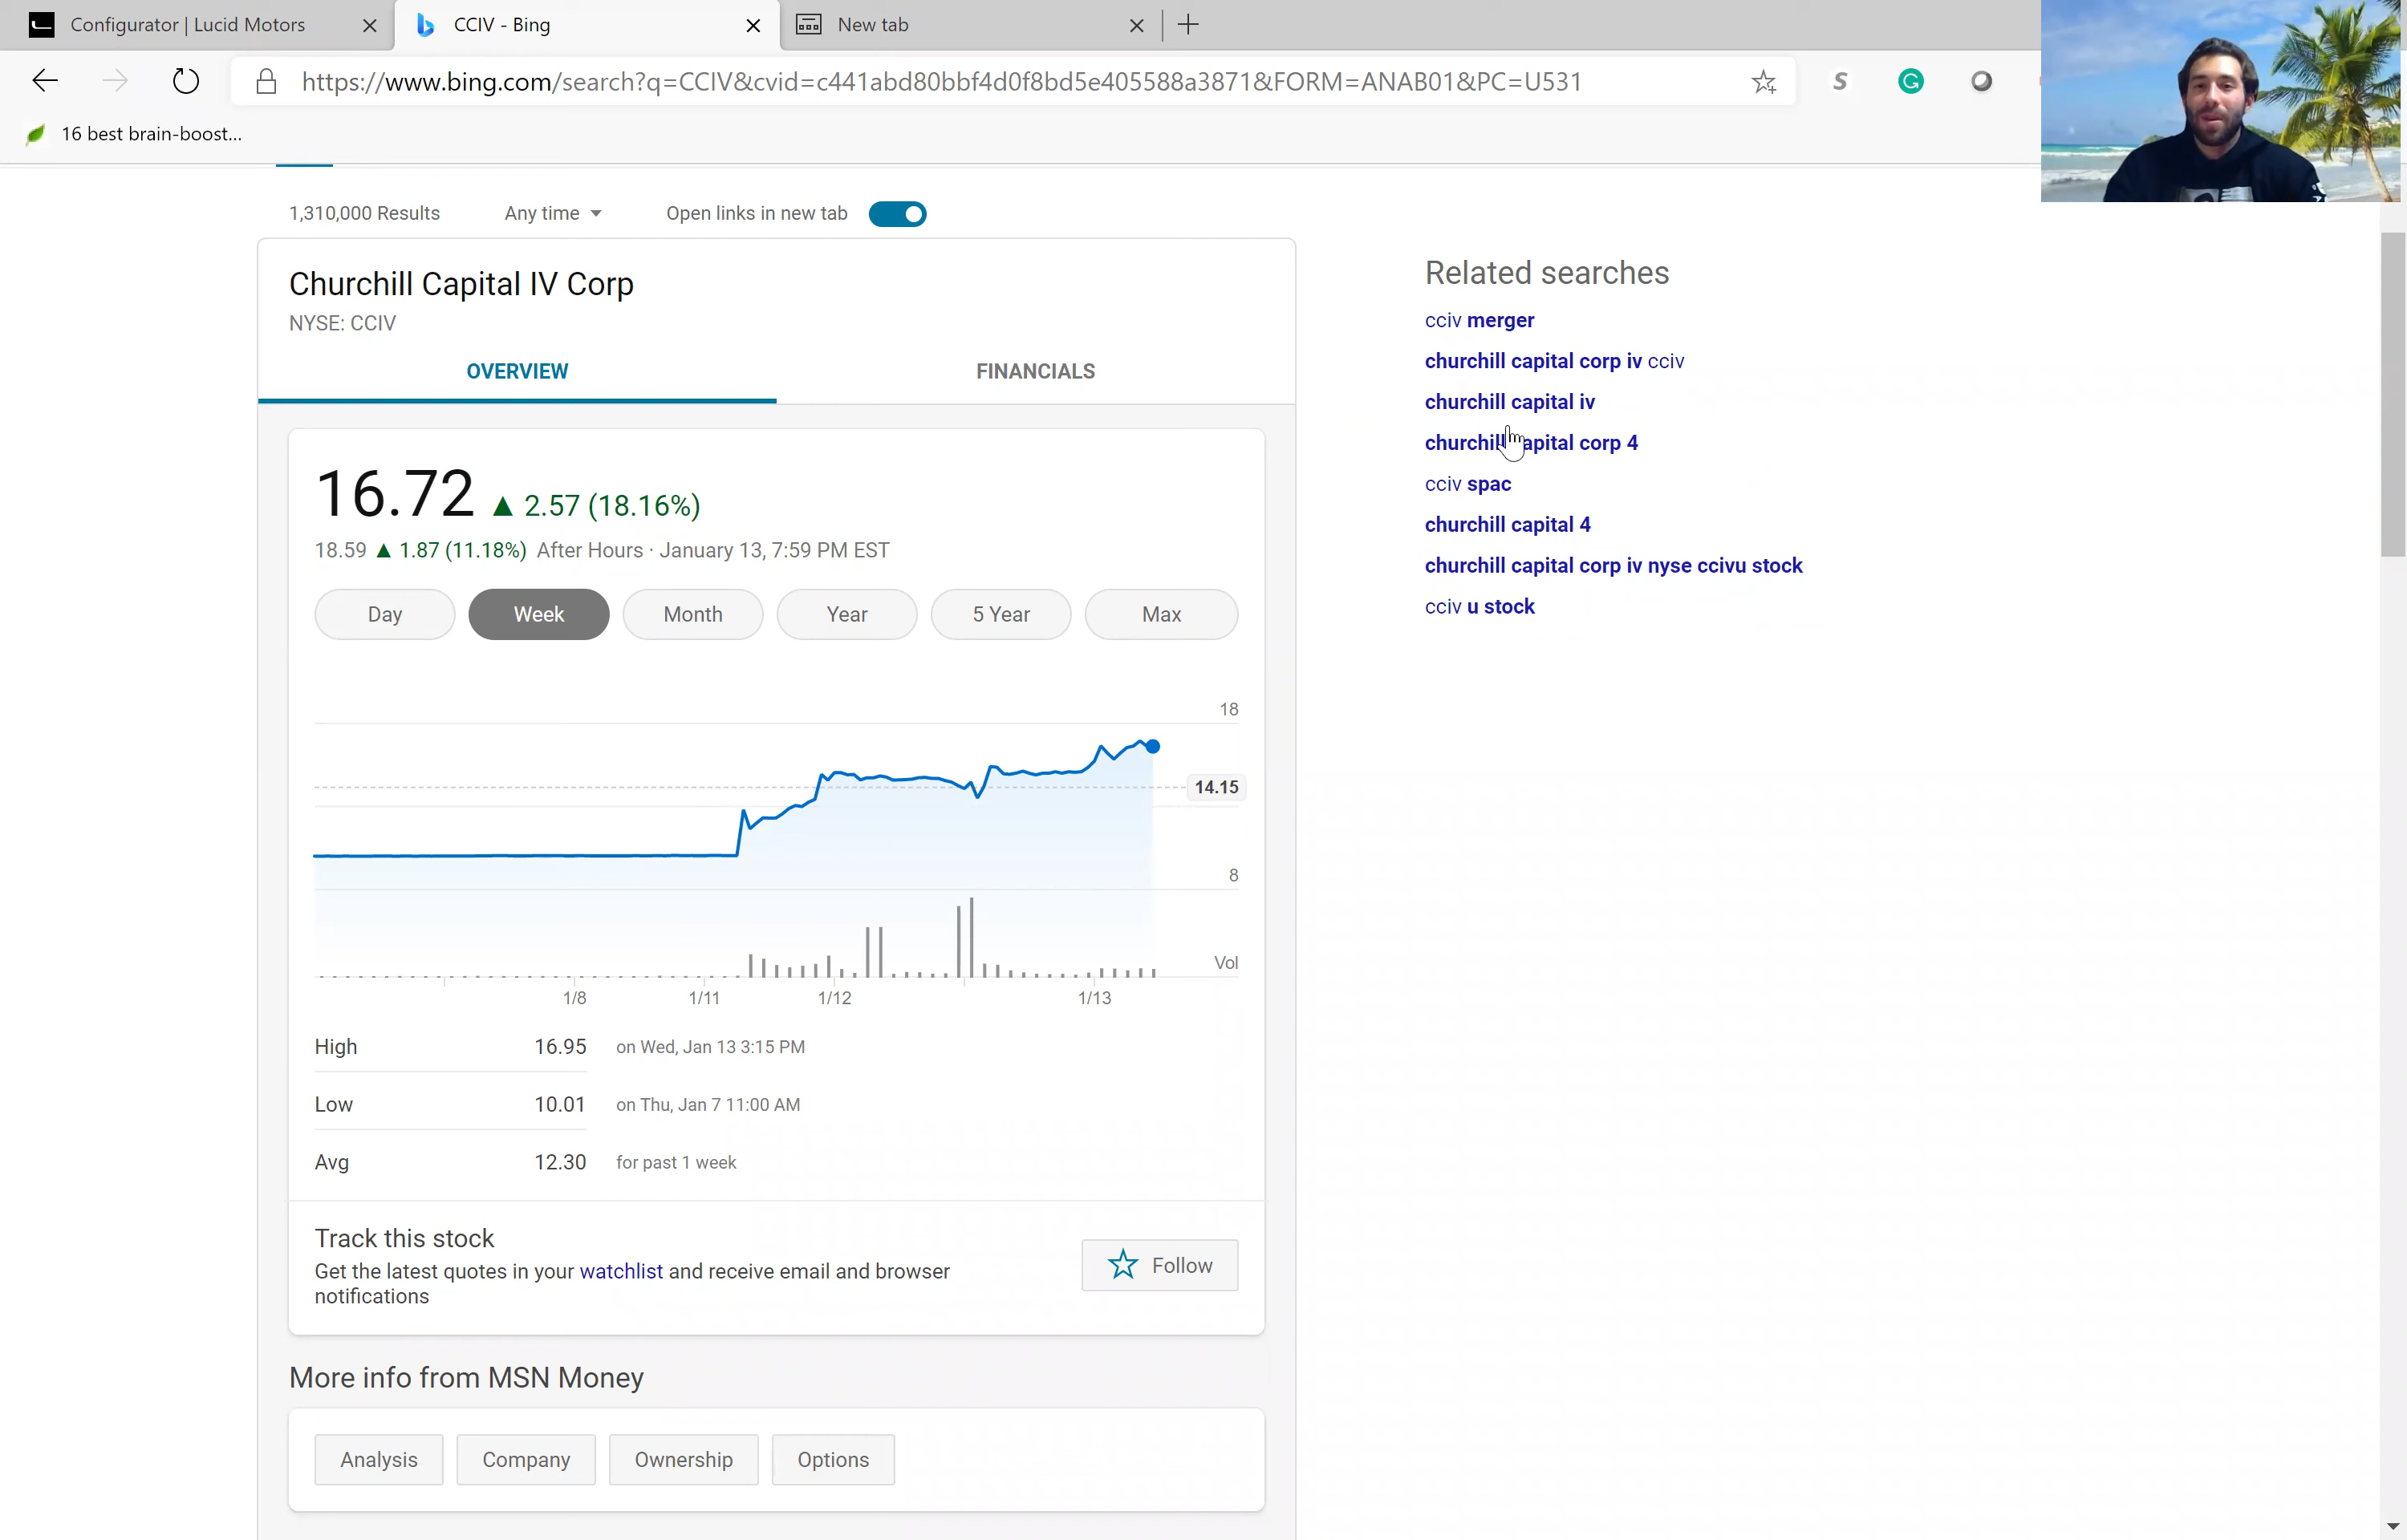 Configurator | Lucid Motors
CCIV - Bing
New tab
https://www.bing.com/search?q=CCIV&cvid=c441abd80bbf4d0f8bd5e405588a3871&FORM=ANAB01&PC=U531
16 best brain-boost...
1,310,000 Results
Any time
Open links in new tab
Churchill Capital IV Corp
NYSE: CCIV
OVERVIEW
FINANCIALS
16.72 ▲ 2.57 (18.16%)
18.59 ▲ 1.87 (11.18%) After Hours · January 13, 7:59 PM EST
Day
Week
Month
Year
5 Year
Max
18
14.15
8
Vol
1/8
1/11
1/12
1/13
High 16.95 on Wed, Jan 13 3:15 PM
Low 10.01 on Thu, Jan 7 11:00 AM
Avg 12.30 for past 1 week
Track this stock
Get the latest quotes in your watchlist and receive email and browser
notifications
Follow
More info from MSN Money
Analysis
Company
Ownership
Options
Related searches
cciv merger
churchill capital corp iv cciv
churchill capital iv
churchill capital corp 4
cciv spac
churchill capital 4
churchill capital corp iv nyse ccivu stock
cciv u stock